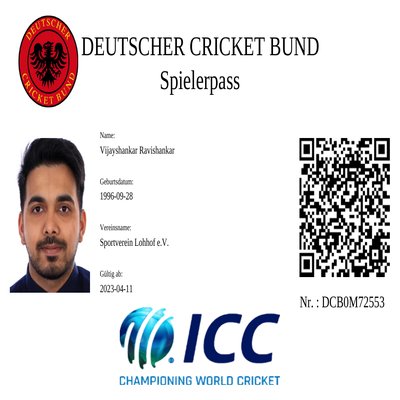 DEUTSCHER CRICKET BUND
DEUTSCHER CRICKET BUND
Spielerpass
Name:
Vijayshankar Ravishankar
Geburtsdatum:
1996-09-28
Vereinsname:
Sportverein Lohhof e.V.
Gültig ab:
2023-04-11
Nr. : DCB0M72553
ICC
CHAMPIONING WORLD CRICKET